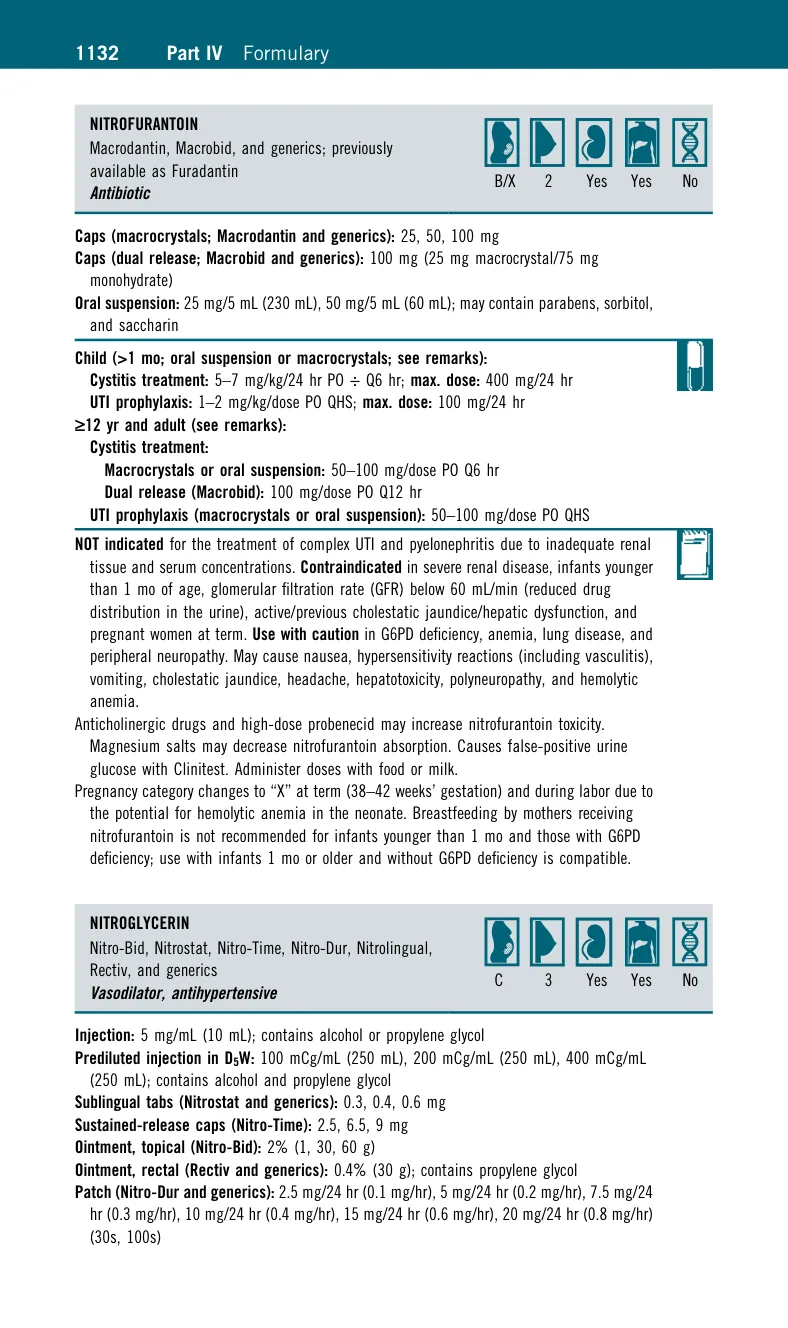 1132 Part IV Formulary
NITROFURANTOIN
Macrodantin, Macrobid, and generics; previously
available as Furadantin
Antibiotic
B/X 2 Yes Yes No
Caps (macrocrystals; Macrodantin and generics): 25, 50, 100 mg
Caps (dual release; Macrobid and generics): 100 mg (25 mg macrocrystal/75 mg
monohydrate)
Oral suspension: 25 mg/5 mL (230 mL), 50 mg/5 mL (60 mL); may contain parabens, sorbitol,
and saccharin
Child (>1 mo; oral suspension or macrocrystals; see remarks):
Cystitis treatment: 5–7 mg/kg/24 hr PO ÷ Q6 hr; max. dose: 400 mg/24 hr
UTI prophylaxis: 1–2 mg/kg/dose PO QHS; max. dose: 100 mg/24 hr
≥12 yr and adult (see remarks):
Cystitis treatment:
Macrocrystals or oral suspension: 50–100 mg/dose PO Q6 hr
Dual release (Macrobid): 100 mg/dose PO Q12 hr
UTI prophylaxis (macrocrystals or oral suspension): 50–100 mg/dose PO QHS
NOT indicated for the treatment of complex UTI and pyelonephritis due to inadequate renal
tissue and serum concentrations. Contraindicated in severe renal disease, infants younger
than 1 mo of age, glomerular filtration rate (GFR) below 60 mL/min (reduced drug
distribution in the urine), active/previous cholestatic jaundice/hepatic dysfunction, and
pregnant women at term. Use with caution in G6PD deficiency, anemia, lung disease, and
peripheral neuropathy. May cause nausea, hypersensitivity reactions (including vasculitis),
vomiting, cholestatic jaundice, headache, hepatotoxicity, polyneuropathy, and hemolytic
anemia.
Anticholinergic drugs and high-dose probenecid may increase nitrofurantoin toxicity.
Magnesium salts may decrease nitrofurantoin absorption. Causes false-positive urine
glucose with Clinitest. Administer doses with food or milk.
Pregnancy category changes to “X” at term (38–42 weeks’ gestation) and during labor due to
the potential for hemolytic anemia in the neonate. Breastfeeding by mothers receiving
nitrofurantoin is not recommended for infants younger than 1 mo and those with G6PD
deficiency; use with infants 1 mo or older and without G6PD deficiency is compatible.
NITROGLYCERIN
Nitro-Bid, Nitrostat, Nitro-Time, Nitro-Dur, Nitrolingual,
Rectiv, and generics
Vasodilator, antihypertensive
C 3 Yes Yes No
Injection: 5 mg/mL (10 mL); contains alcohol or propylene glycol
Prediluted injection in D₅W: 100 mCg/mL (250 mL), 200 mCg/mL (250 mL), 400 mCg/mL
(250 mL); contains alcohol and propylene glycol
Sublingual tabs (Nitrostat and generics): 0.3, 0.4, 0.6 mg
Sustained-release caps (Nitro-Time): 2.5, 6.5, 9 mg
Ointment, topical (Nitro-Bid): 2% (1, 30, 60 g)
Ointment, rectal (Rectiv and generics): 0.4% (30 g); contains propylene glycol
Patch (Nitro-Dur and generics): 2.5 mg/24 hr (0.1 mg/hr), 5 mg/24 hr (0.2 mg/hr), 7.5 mg/24
hr (0.3 mg/hr), 10 mg/24 hr (0.4 mg/hr), 15 mg/24 hr (0.6 mg/hr), 20 mg/24 hr (0.8 mg/hr)
(30s, 100s)